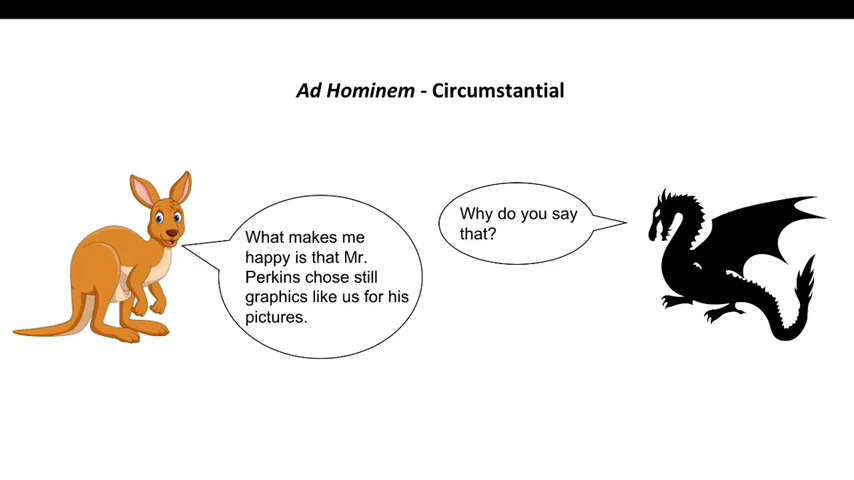 Ad Hominem - Circumstantial
What makes me
happy is that Mr.
Perkins chose still
graphics like us for his
pictures.
Why do you say
that?